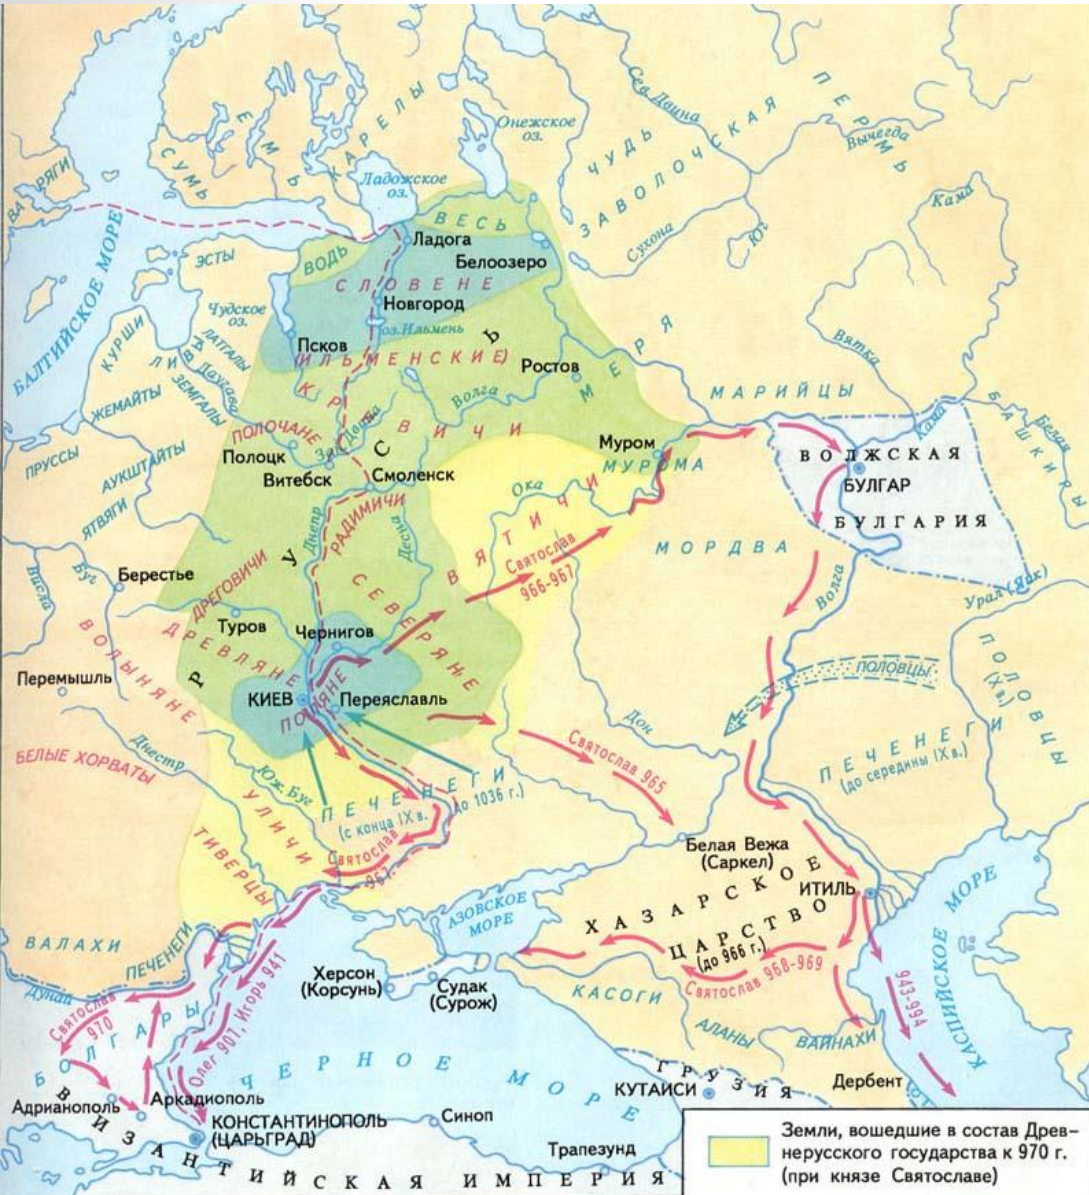 ВАРЯГИ
СУМЬ
ЕМЬ
КАРЕЛЫ
Ладожское
оз.
Онежское
оз.
ЧУДЬ
ЗАВОЛОЧСКАЯ
Сев. Двина
ПЕРМЬ
Вычегда
Сухона
Юг
Кама
БАЛТИЙСКОЕ МОРЕ
ЭСТЫ
ВОДЬ
ВЕСЬ
Ладога
Белоозеро
СЛОВЕНЕ
Новгород
оз. Ильмень
(ИЛЬМЕНСКИЕ)
Чудское
оз.
Псков
КУРШИ
ЛИВЫ
ЛАТГАЛЫ
ЗЕМГАЛЫ
Даугава
ЖЕМАЙТЫ
АУКШТАЙТЫ
ПРУССЫ
ЯТВЯГИ
КРИВИЧИ
ПОЛОЧАНЕ
Полоцк
Витебск
Зап. Двина
Смоленск
Волга
Ростов
МЕРЯ
Вятка
МАРИЙЦЫ
Кама
Белая
БАШКИРЫ
Муром
МУРОМА
ВОЛЖСКАЯ
БУЛГАР
БУЛГАРИЯ
МОРДВА
Волга
Урал (Яик)
Ока
ВЯТИЧИ
Святослав
966-967
РУСЬ
РАДИМИЧИ
Днепр
Десна
СЕВЕРЯНЕ
ДРЕГОВИЧИ
Висла
Буг
Берестье
Туров
Чернигов
ДРЕВЛЯНЕ
ВОЛЫНЯНЕ
Перемышль
КИЕВ
ПОЛЯНЕ
Переяславль
БЕЛЫЕ ХОРВАТЫ
Днестр
Юж. Буг
УЛИЧИ
ТИВЕРЦЫ
ПЕЧЕНЕГИ
(с конца IX в. до 1036 г.)
Святослав
967
Дон
Святослав 965
ПОЛОВЦЫ
ПОЛОВЦЫ
(X в.)
ПЕЧЕНЕГИ
(до середины IX в.)
Белая Вежа
(Саркел)
ИТИЛЬ
ХАЗАРСКОЕ
ЦАРСТВО
(до 966 г.)
Святослав 968-969
943-994
КАСПИЙСКОЕ МОРЕ
АЗОВСКОЕ
МОРЕ
ВАЛАХИ
ПЕЧЕНЕГИ
Дунай
Святослав
970
БОЛГАРЫ
Олег 907, Игорь 941
Херсон
(Корсунь)
Судак
(Сурож)
КАСОГИ
АЛАНЫ
ВАЙНАХИ
ЧЕРНОЕ МОРЕ
ГРУЗИЯ
КУТАИСИ
Дербент
Адрианополь
Аркадиополь
КОНСТАНТИНОПОЛЬ
(ЦАРЬГРАД)
Синоп
Трапезунд
ВИЗАНТИЙСКАЯ ИМПЕРИЯ
Земли, вошедшие в состав Древ-
нерусского государства к 970 г.
(при князе Святославе)